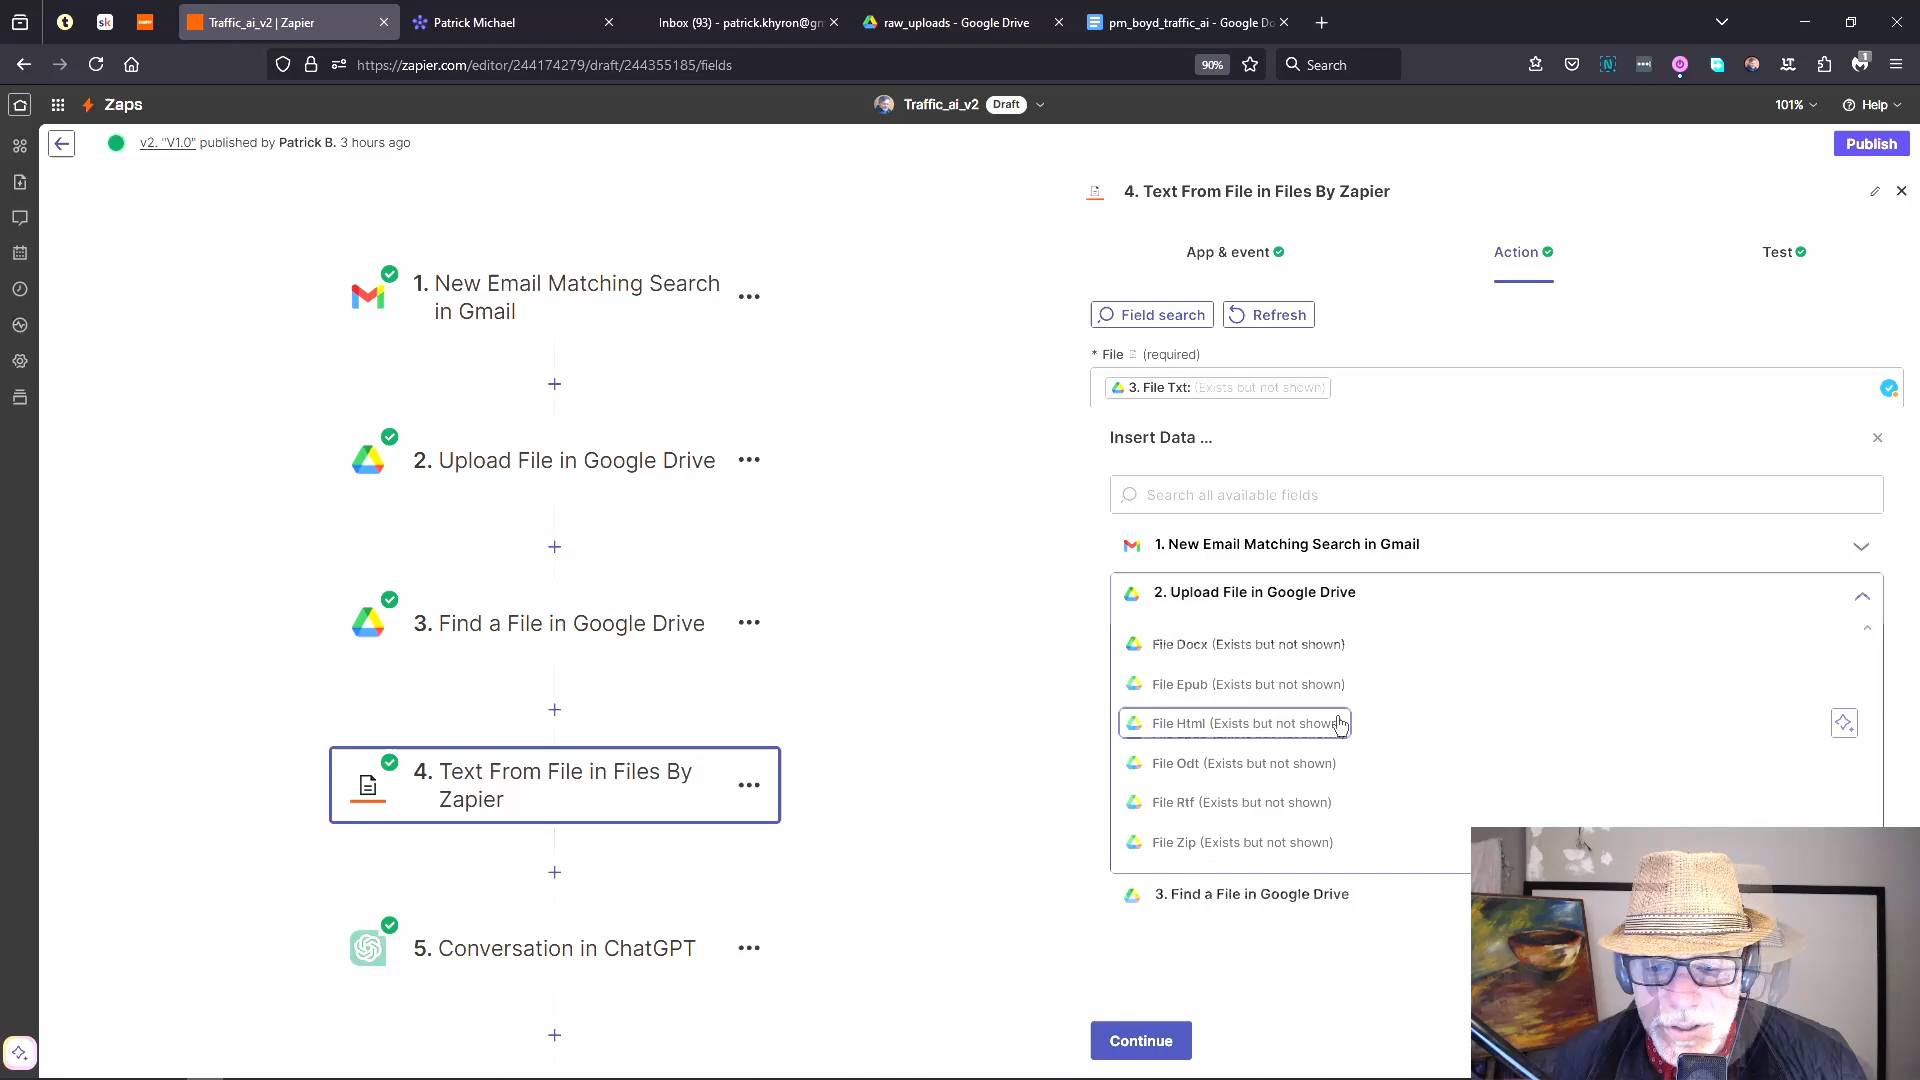 Traffic_ai_v2 | Zapier
Patrick Michael
Inbox (93) - patrick.khyron@gm
raw_uploads - Google Drive
pm_boyd_traffic_ai - Google Do
https://zapier.com/editor/244174279/draft/244355185/fields
90%
Search
1
Zaps
Traffic_ai_v2 Draft
101%
Help
v2. "V1.0" published by Patrick B. 3 hours ago
Publish
1. New Email Matching Search
in Gmail
2. Upload File in Google Drive
3. Find a File in Google Drive
4. Text From File in Files By
Zapier
5. Conversation in ChatGPT
4. Text From File in Files By Zapier
App & event
Action
Test
Field search
Refresh
* File (required)
3. File Txt: (Exists but not shown)
Insert Data ...
Search all available fields
1. New Email Matching Search in Gmail
2. Upload File in Google Drive
File Docx (Exists but not shown)
File Epub (Exists but not shown)
File Html (Exists but not shown
File Odt (Exists but not shown)
File Rtf (Exists but not shown)
File Zip (Exists but not shown)
3. Find a File in Google Drive
Continue